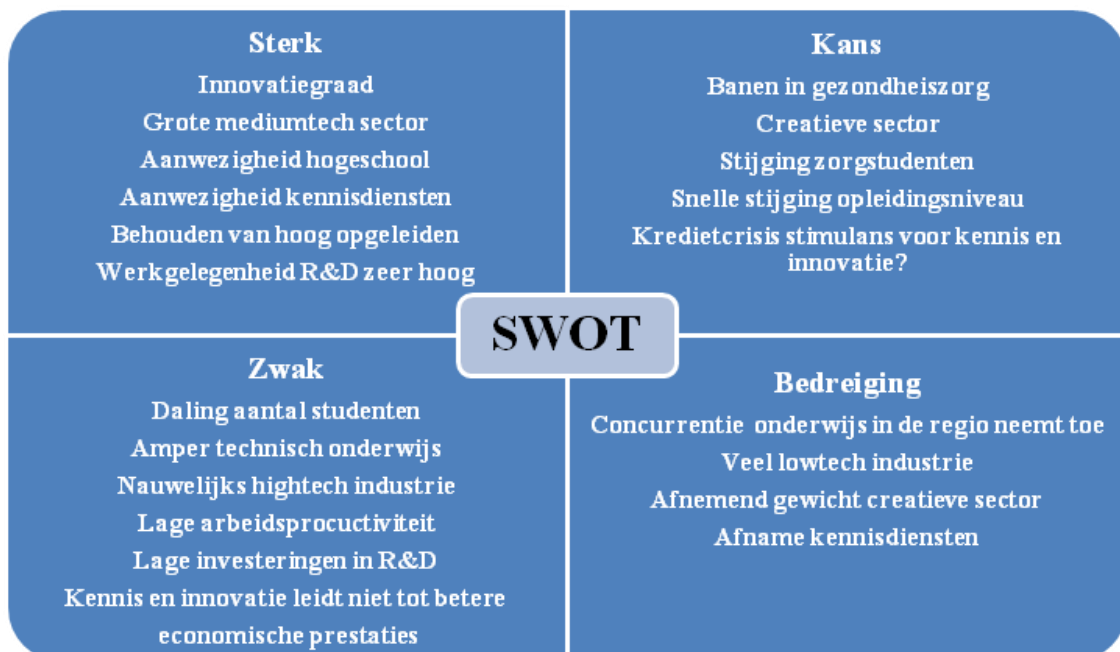 Sterk
Innovatiegraad
Grote mediumtech sector
Aanwezigheid hogeschool
Aanwezigheid kennisdiensten
Behouden van hoog opgeleiden
Werkgelegenheid R&D zeer hoog
Kans
Banen in gezondheiszorg
Creatieve sector
Stijging zorgstudenten
Snelle stijging opleidingsniveau
Kredietcrisis stimulans voor kennis en
innovatie?
SWOT
Zwak
Daling aantal studenten
Amper technisch onderwijs
Nauwelijks hightech industrie
Lage arbeidsprocuctiviteit
Lage investeringen in R&D
Kennis en innovatie leidt niet tot betere
economische prestaties
Bedreiging
Concurrentie onderwijs in de regio neemt toe
Veel lowtech industrie
Afnemend gewicht creatieve sector
Afname kennisdiensten